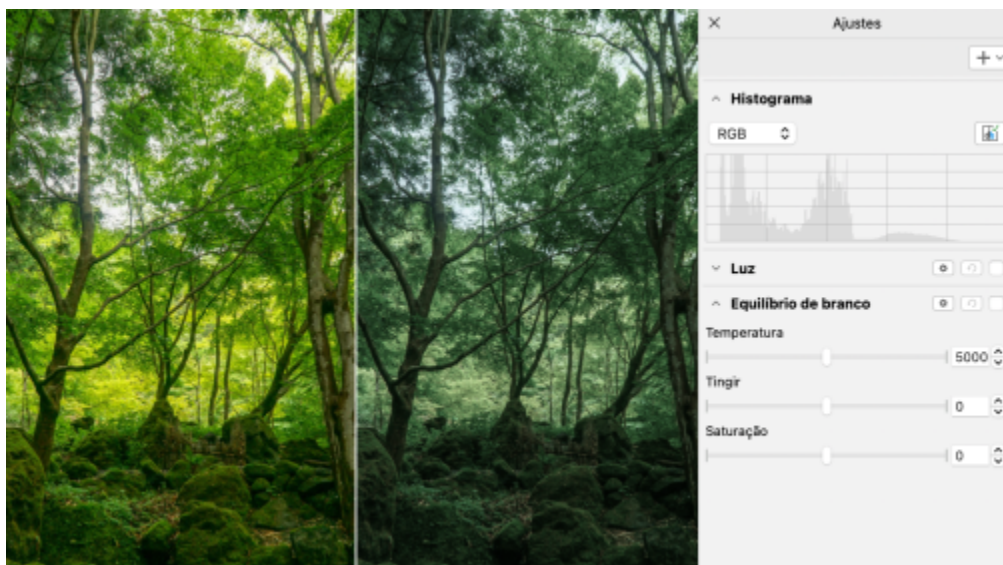 Ajustes
Histograma
RGB
Luz
Equilíbrio de branco
Temperatura
5000
Tingir
0
Saturação
0